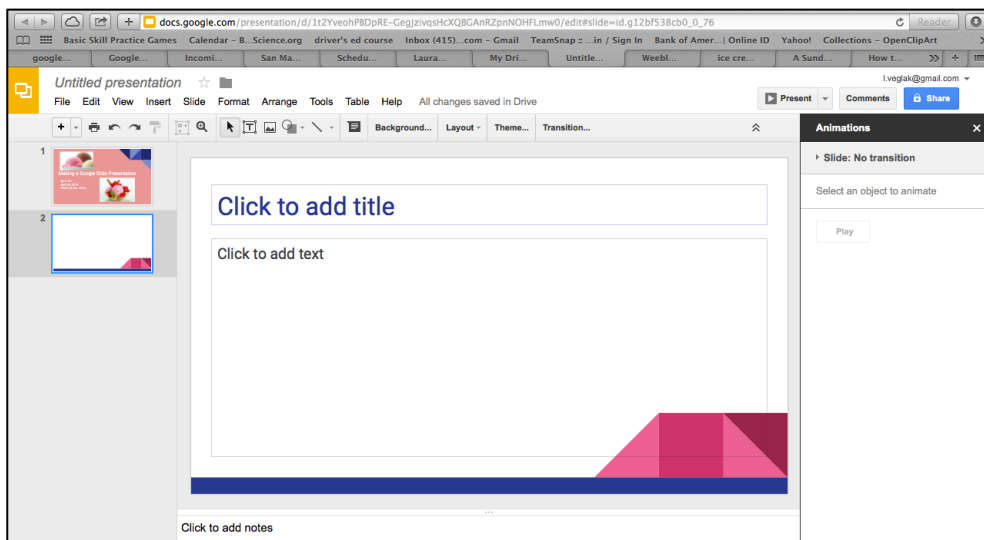 docs.google.com/presentation/d/1t2YveohPBDpRE-GegjzivqsHcXQBGAnRZpnNOHFLmw0/edit#slide=id.g12bf538cb0_0_76
Reader
Basic Skill Practice Games Calendar – B...Science.org driver's ed course Inbox (415)...com – Gmail TeamSnap :: ...in / Sign In Bank of Amer...| Online ID Yahoo! Collections – OpenClipArt
google... Google... Incomi... San Ma... Schedu... Laura... My Dri... Untitle... Weebl... ice cre... A Sund... How t...
Untitled presentation
l.veglak@gmail.com
File Edit View Insert Slide Format Arrange Tools Table Help All changes saved in Drive
Present Comments Share
Background... Layout Theme... Transition...
Animations
1
Making a Google Slide Presentation
Slide: No transition
Select an object to animate
2
Play
Click to add title
Click to add text
Click to add notes